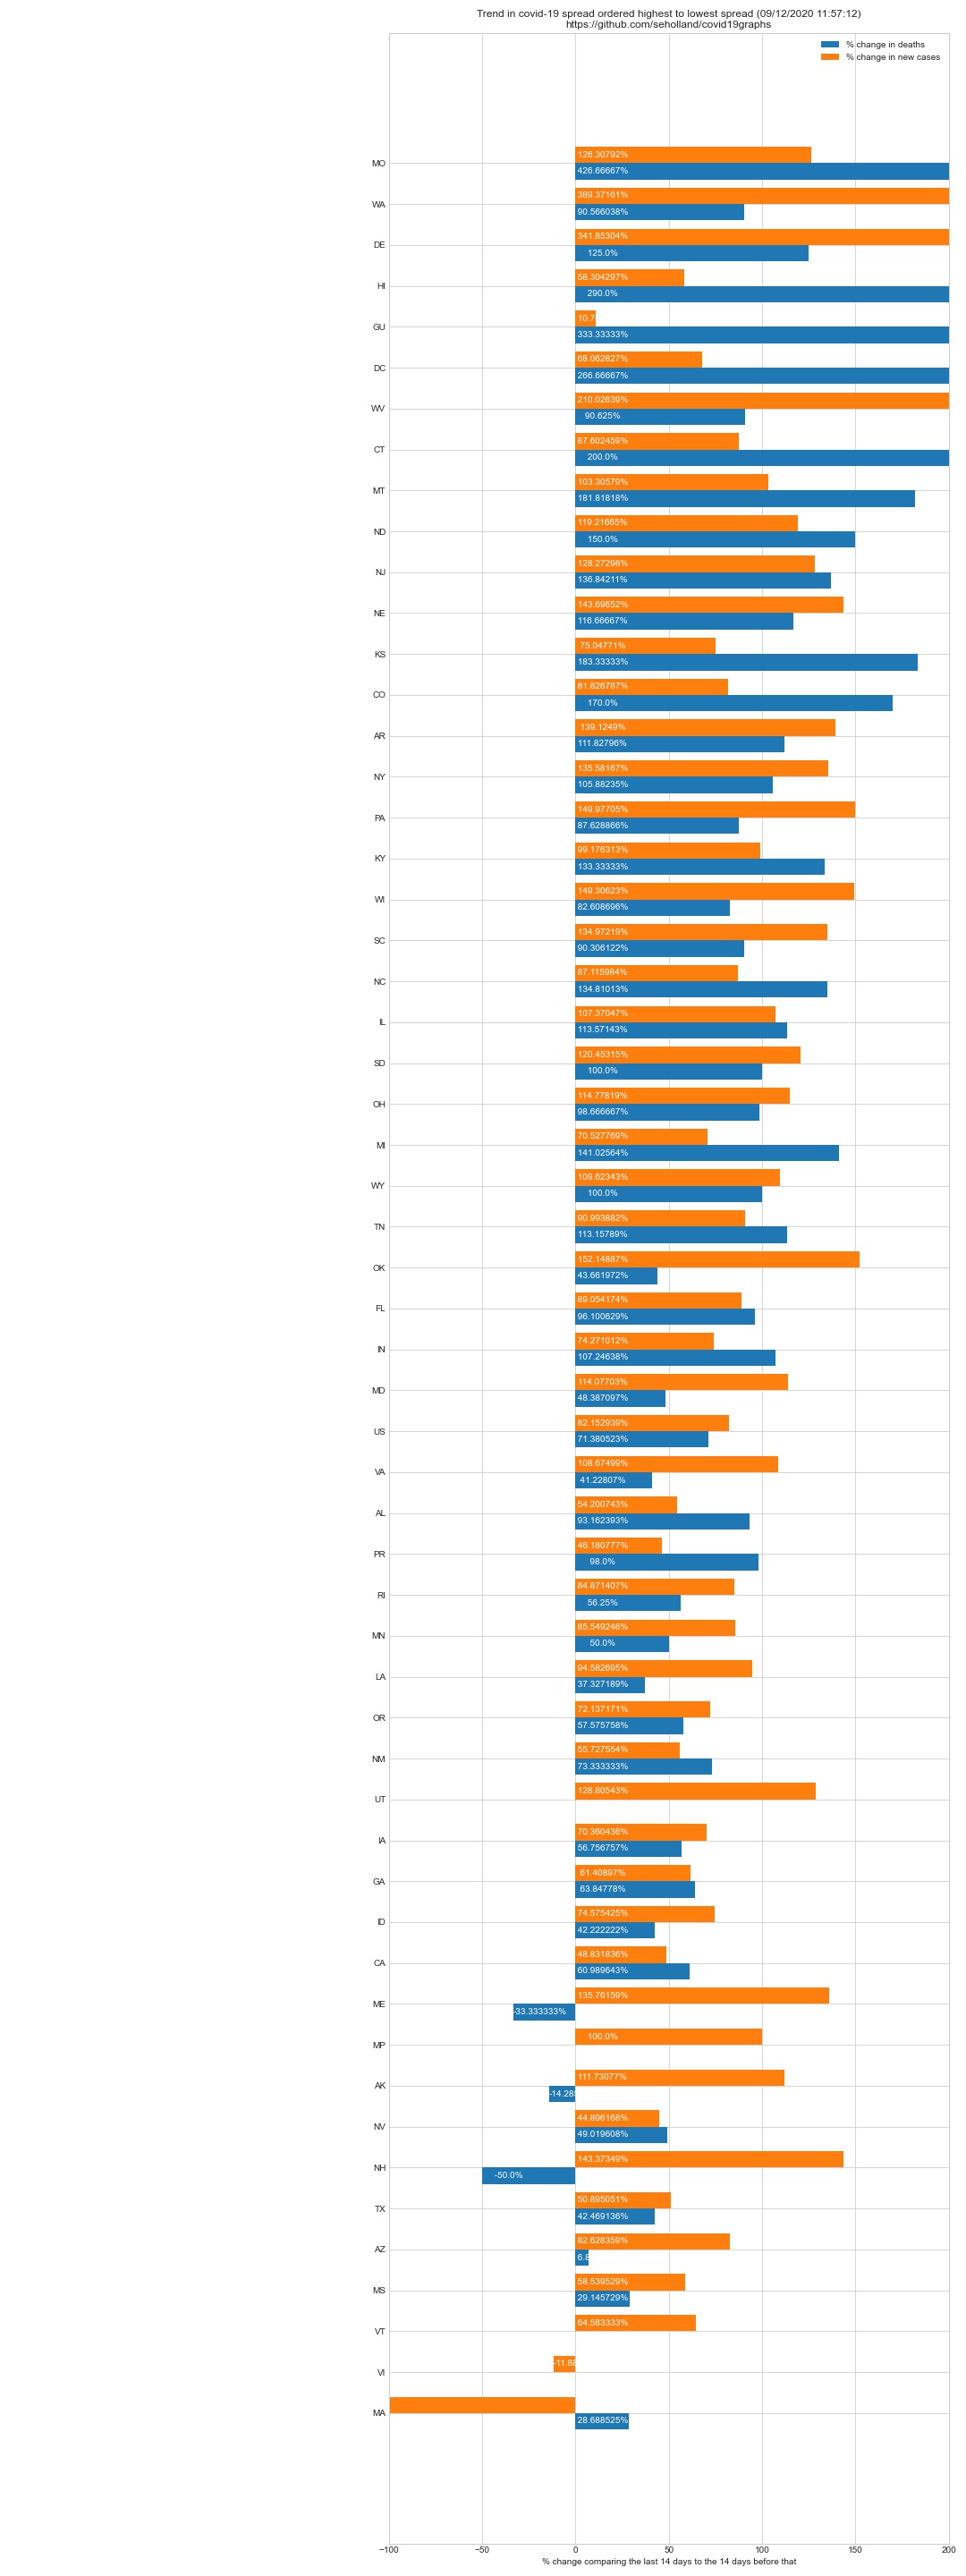 Trend in covid-19 spread ordered highest to lowest spread (09/12/2020 11:57:12)
https://github.com/seholland/covid19graphs
% change in deaths
% change in new cases
126.30792%
MO
426.66667%
389.37161%
WA
90.566038%
341.85304%
DE
125.0%
58.304297%
HI
290.0%
10.7
GU
333.33333%
68.062827%
DC
266.66667%
210.02639%
WV
90.625%
87.602459%
CT
200.0%
103.30579%
MT
181.81818%
119.21665%
ND
150.0%
128.27298%
NJ
136.84211%
143.69652%
NE
116.66667%
75.04771%
KS
183.33333%
81.826787%
CO
170.0%
139.1249%
AR
111.82796%
135.58167%
NY
105.88235%
149.97705%
PA
87.628866%
99.176313%
KY
133.33333%
149.30623%
WI
82.608696%
134.97219%
SC
90.306122%
87.115984%
NC
134.81013%
107.37047%
IL
113.57143%
120.45315%
SD
100.0%
114.77819%
OH
98.666667%
70.527769%
MI
141.02564%
109.62343%
WY
100.0%
90.993882%
TN
113.15789%
152.14887%
OK
43.661972%
89.054174%
FL
96.100629%
74.271012%
IN
107.24638%
114.07703%
MD
48.387097%
82.152939%
US
71.380523%
108.67499%
VA
41.22807%
54.200743%
AL
93.162393%
46.180777%
PR
98.0%
84.871407%
RI
56.25%
85.549246%
MN
50.0%
94.582695%
LA
37.327189%
72.137171%
OR
57.575758%
55.727554%
NM
73.333333%
128.80543%
UT
70.360436%
IA
56.756757%
61.40897%
GA
63.84778%
74.575425%
ID
42.222222%
48.831836%
CA
60.989643%
135.76159%
ME
-33.333333%
100.0%
MP
111.73077%
AK
-14.28
44.896168%
NV
49.019608%
143.37349%
NH
-50.0%
50.895051%
TX
42.469136%
82.628359%
AZ
6.8
58.539529%
MS
29.145729%
64.583333%
VT
-11.88
VI
MA
28.688525%
−100 −50 0 50 100 150 200
% change comparing the last 14 days to the 14 days before that